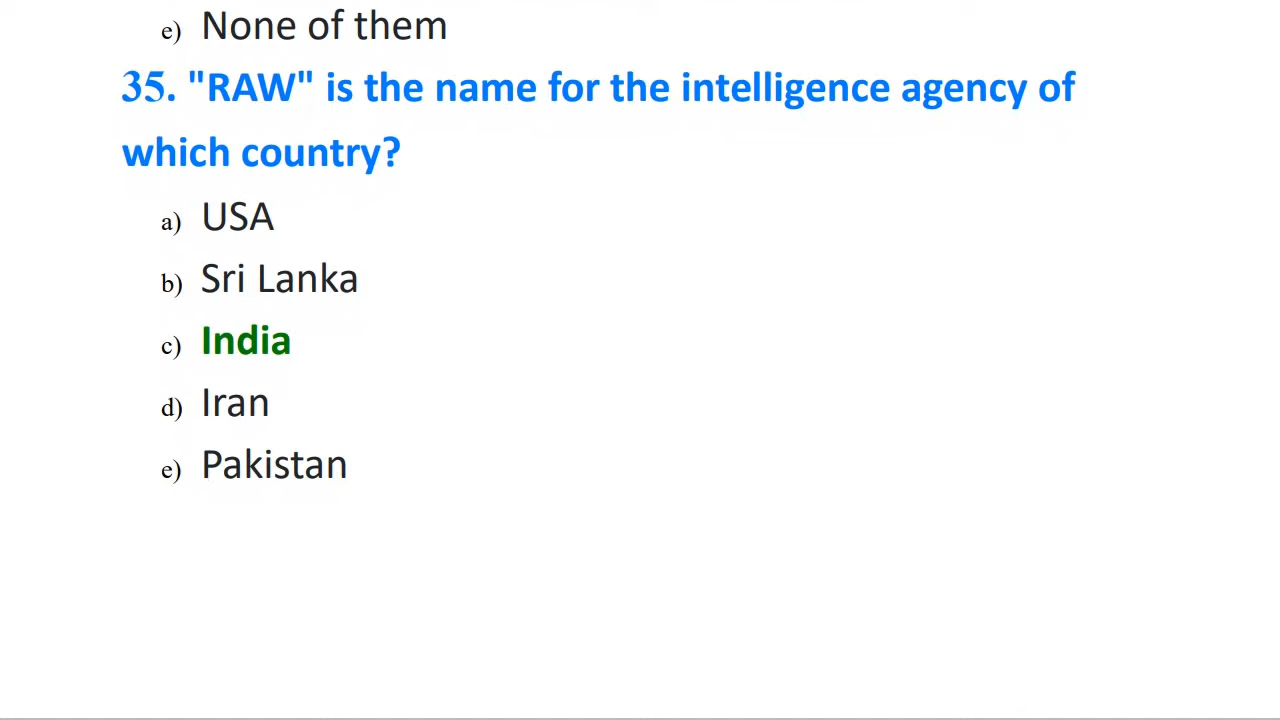 e) None of them
35. "RAW" is the name for the intelligence agency of
which country?
a) USA
b) Sri Lanka
c) India
d) Iran
e) Pakistan